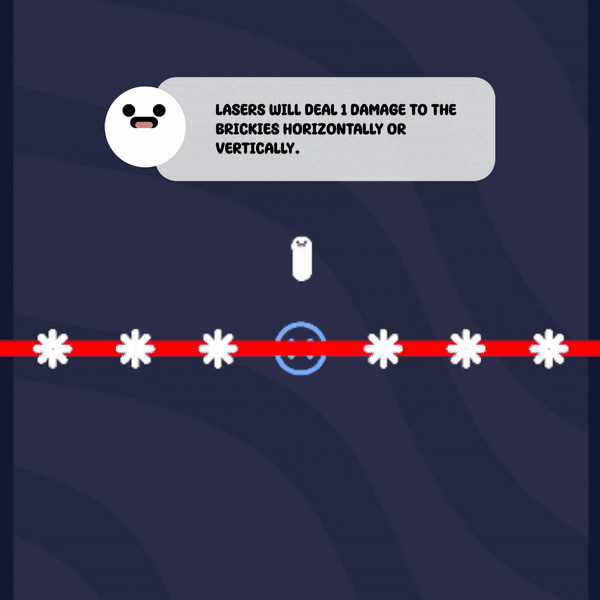 LASERS WILL DEAL 1 DAMAGE TO THE
BRICKIES HORIZONTALLY OR
VERTICALLY.